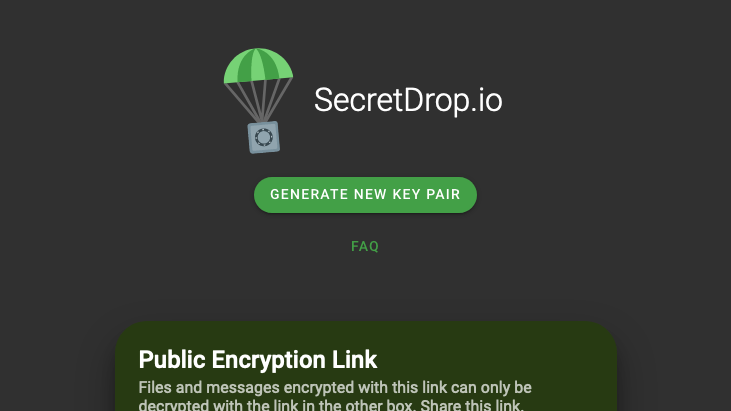 SecretDrop.io
GENERATE NEW KEY PAIR
FAQ
Public Encryption Link
Files and messages encrypted with this link can only be
decrypted with the link in the other box. Share this link.